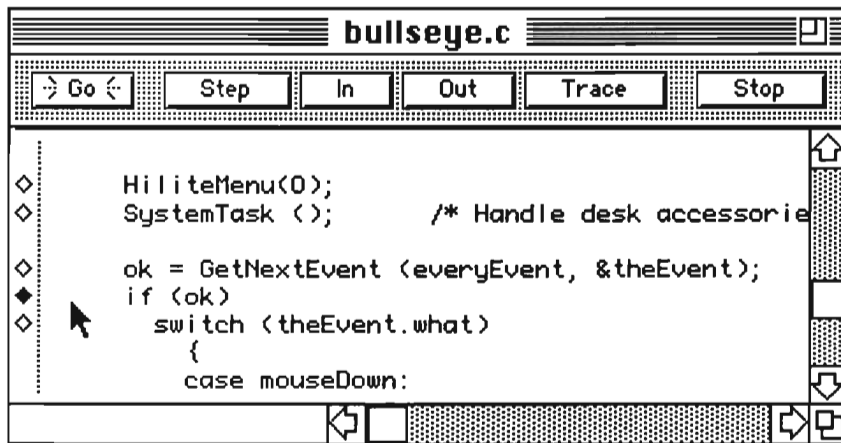 bullseye.c
Go Step In Out Trace Stop
HiliteMenu(0);
SystemTask (); /* Handle desk accessorie
ok = GetNextEvent (everyEvent, &theEvent);
if (ok)
switch (theEvent.what)
{
case mouseDown: